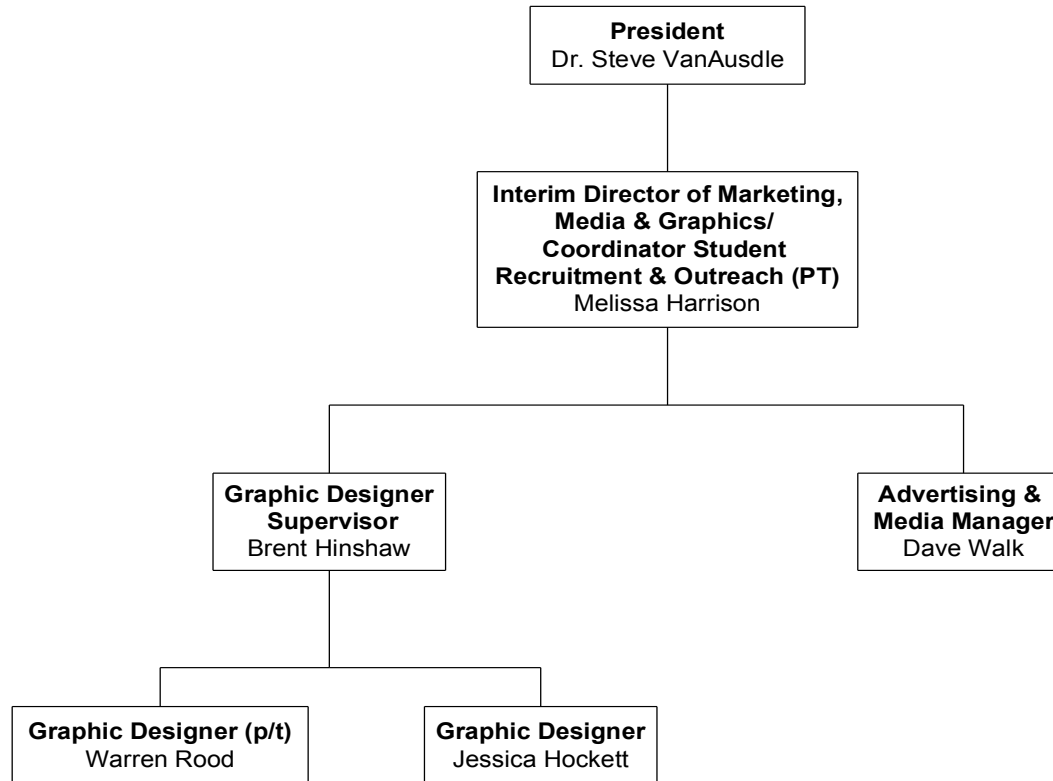 President
Dr. Steve VanAusdle
Interim Director of Marketing,
Media & Graphics/
Coordinator Student
Recruitment & Outreach (PT)
Melissa Harrison
Graphic Designer
Supervisor
Brent Hinshaw
Advertising &
Media Manager
Dave Walk
Graphic Designer (p/t)
Warren Rood
Graphic Designer
Jessica Hockett